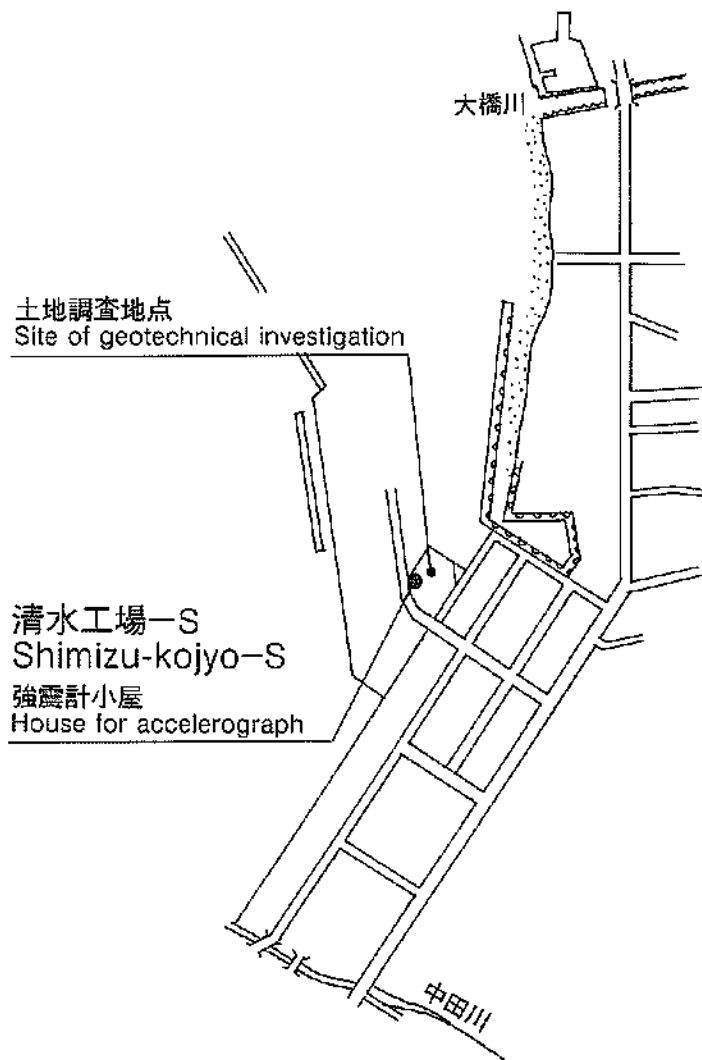 大橋川
土地調査地点
Site of geotechnical investigation
清水工場－S
Shimizu-kojyo－S
強震計小屋
House for accelerograph
中田川